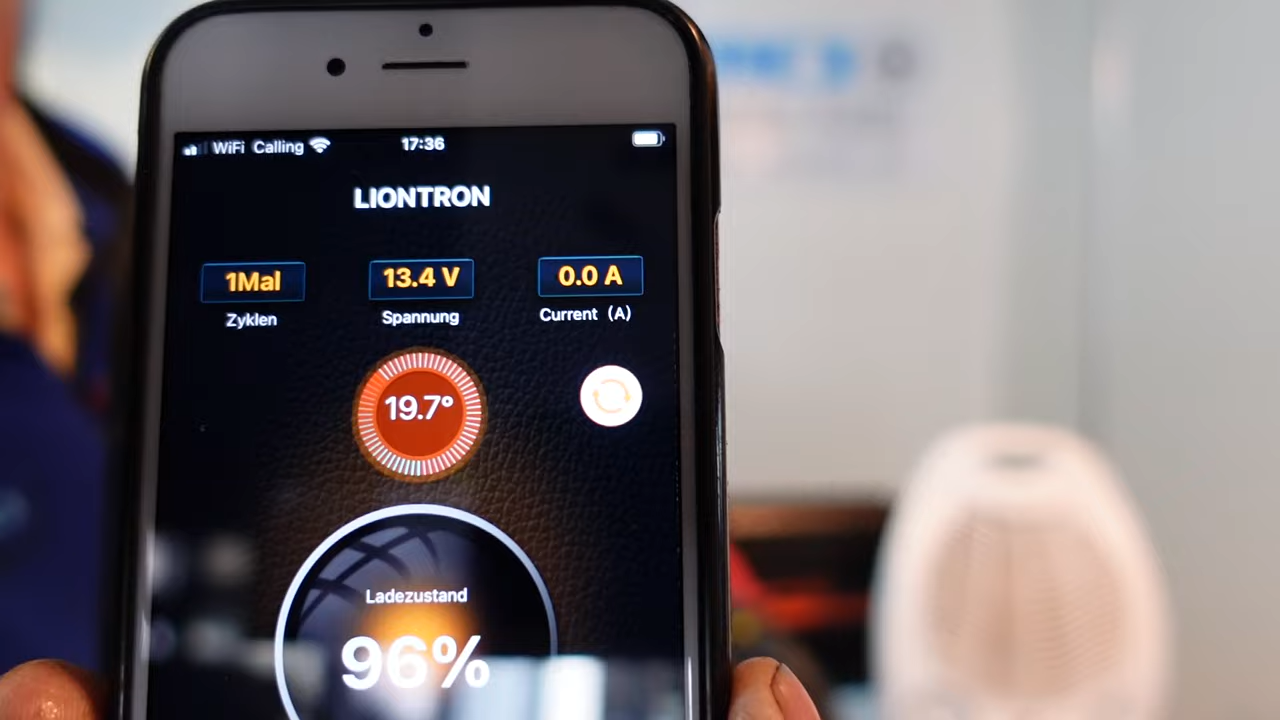 WiFi Calling 17:36
LIONTRON
1Mal 13.4 V 0.0 A
Zyklen Spannung Current (A)
19.7°
Ladezustand
96%